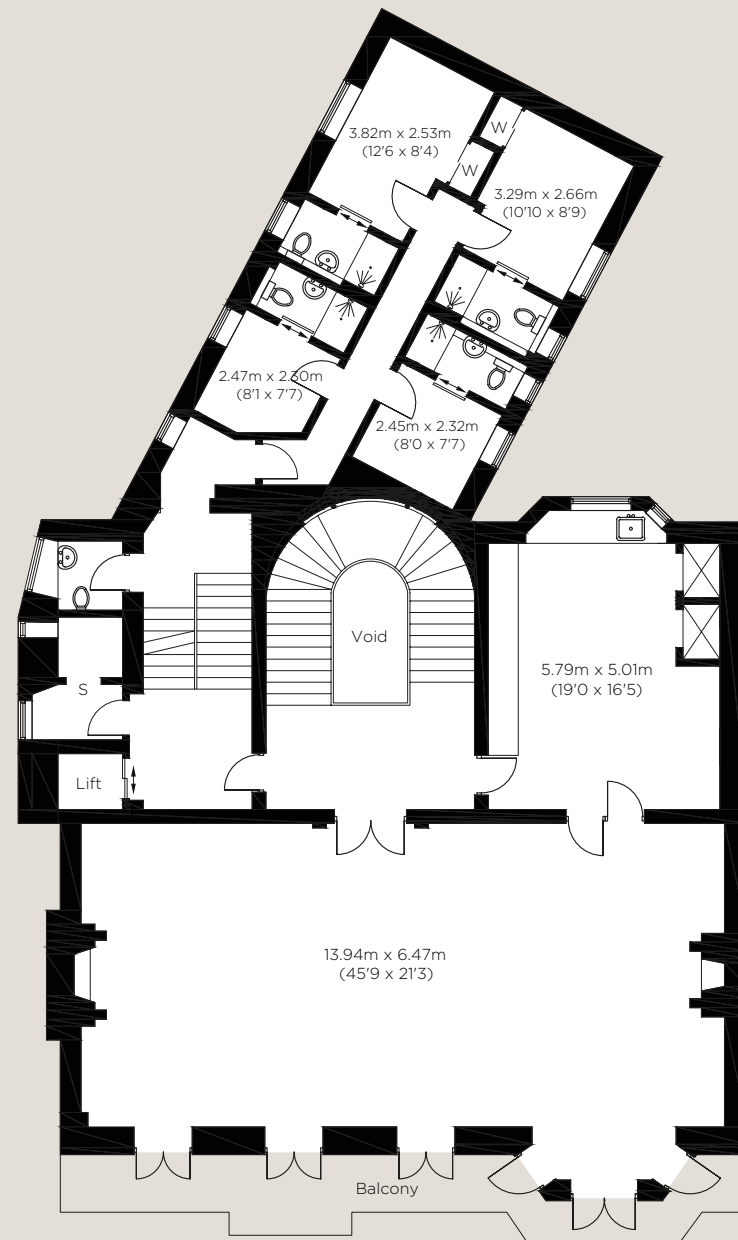 3.82m x 2.53m
(12'6 x 8'4)
W
W
3.29m x 2.66m
(10'10 x 8'9)
2.47m x 2.30m
(8'1 x 7'7)
2.45m x 2.32m
(8'0 x 7'7)
Void
5.79m x 5.01m
(19'0 x 16'5)
S
Lift
13.94m x 6.47m
(45'9 x 21'3)
Balcony